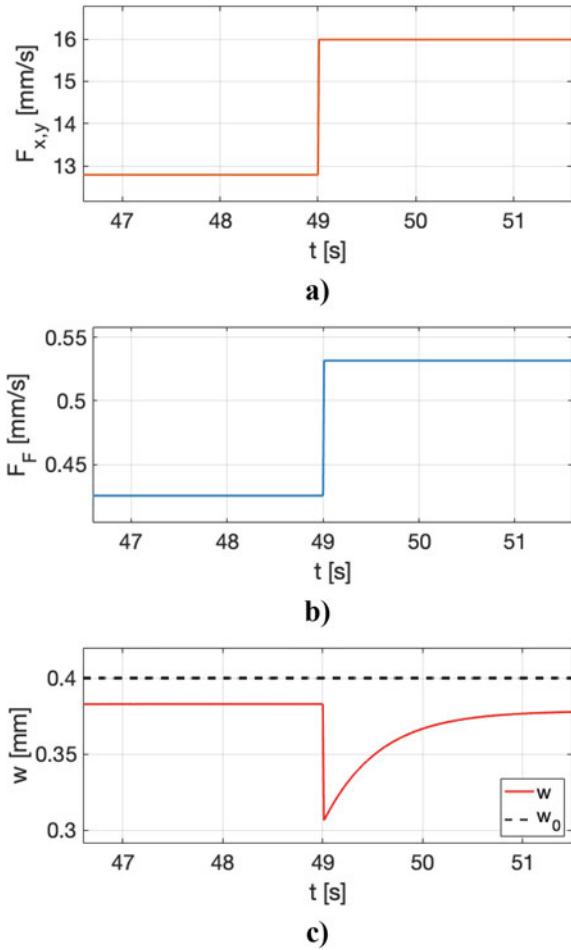 16
15
14
13
F_x,y [mm/s]
47 48 49 50 51
t [s]
a)
0.55
0.5
0.45
F_F [mm/s]
47 48 49 50 51
t [s]
b)
0.4
0.35
0.3
w [mm]
w
w_0
47 48 49 50 51
t [s]
c)